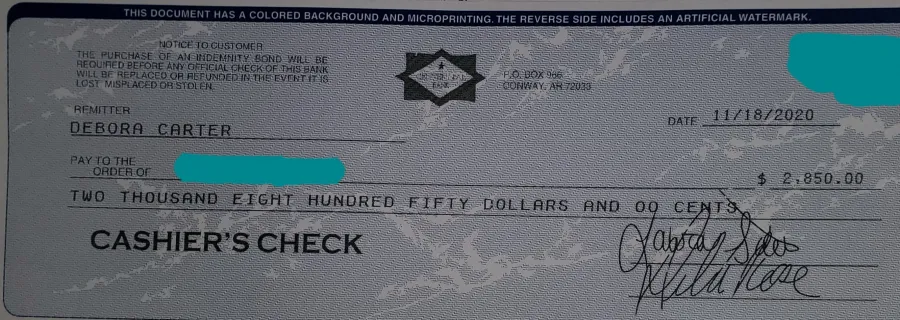 THIS DOCUMENT HAS A COLORED BACKGROUND AND MICROPRINTING. THE REVERSE SIDE INCLUDES AN ARTIFICIAL WATERMARK.
NOTICE TO CUSTOMER
THE PURCHASE OF AN INDEMNITY BOND WILL BE
REQUIRED BEFORE ANY OFFICIAL CHECK OF THIS BANK
WILL BE REPLACED OR REFUNDED IN THE EVENT IT IS
LOST, MISPLACED OR STOLEN.
BANK
P.O. BOX 966
CONWAY, AR 72033
REMITTER
DEBORA CARTER
DATE 11/18/2020
PAY TO THE
ORDER OF
$ 2,850.00
TWO THOUSAND EIGHT HUNDRED FIFTY DOLLARS AND 00 CENTS
CASHIER'S CHECK